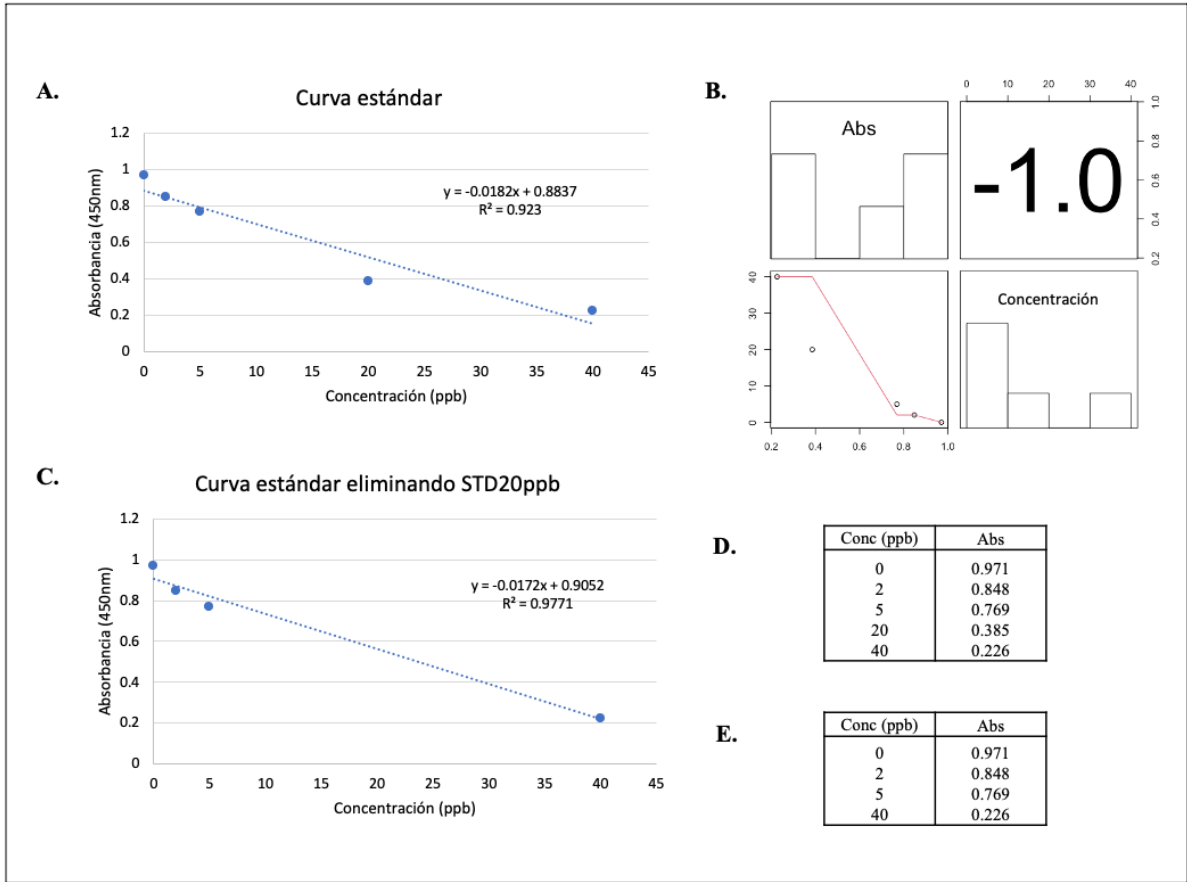 A.
Curva estándar
1.2
1
0.8
0.6
0.4
0.2
0
Absorbancia (450nm)
y = -0.0182x + 0.8837
R² = 0.923
0 5 10 15 20 25 30 35 40 45
Concentración (ppb)
B.
Abs
0 10 20 30 40
-1.0
1.0
0.8
0.6
0.4
0.2
40
30
20
10
0
0.2 0.4 0.6 0.8 1.0
Concentración
C.
Curva estándar eliminando STD20ppb
1.2
1
0.8
0.6
0.4
0.2
0
Absorbancia (450nm)
y = -0.0172x + 0.9052
R² = 0.9771
0 5 10 15 20 25 30 35 40 45
Concentración (ppb)
D.
Conc (ppb) Abs
0 0.971
2 0.848
5 0.769
20 0.385
40 0.226
E.
Conc (ppb) Abs
0 0.971
2 0.848
5 0.769
40 0.226